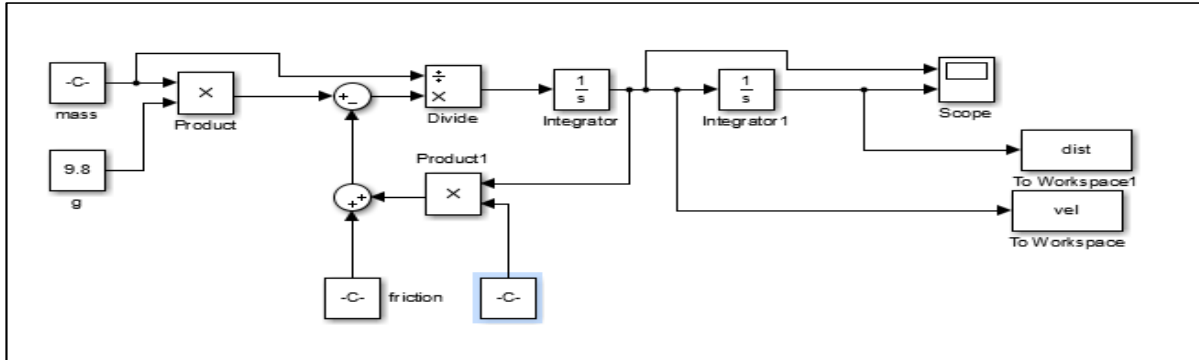 -C-
mass
×
Product
+
−
÷
×
Divide
1
s
Integrator
1
s
Integrator1
Scope
9.8
g
Product1
×
+
+
dist
To Workspace1
vel
To Workspace
-C-
friction
-C-